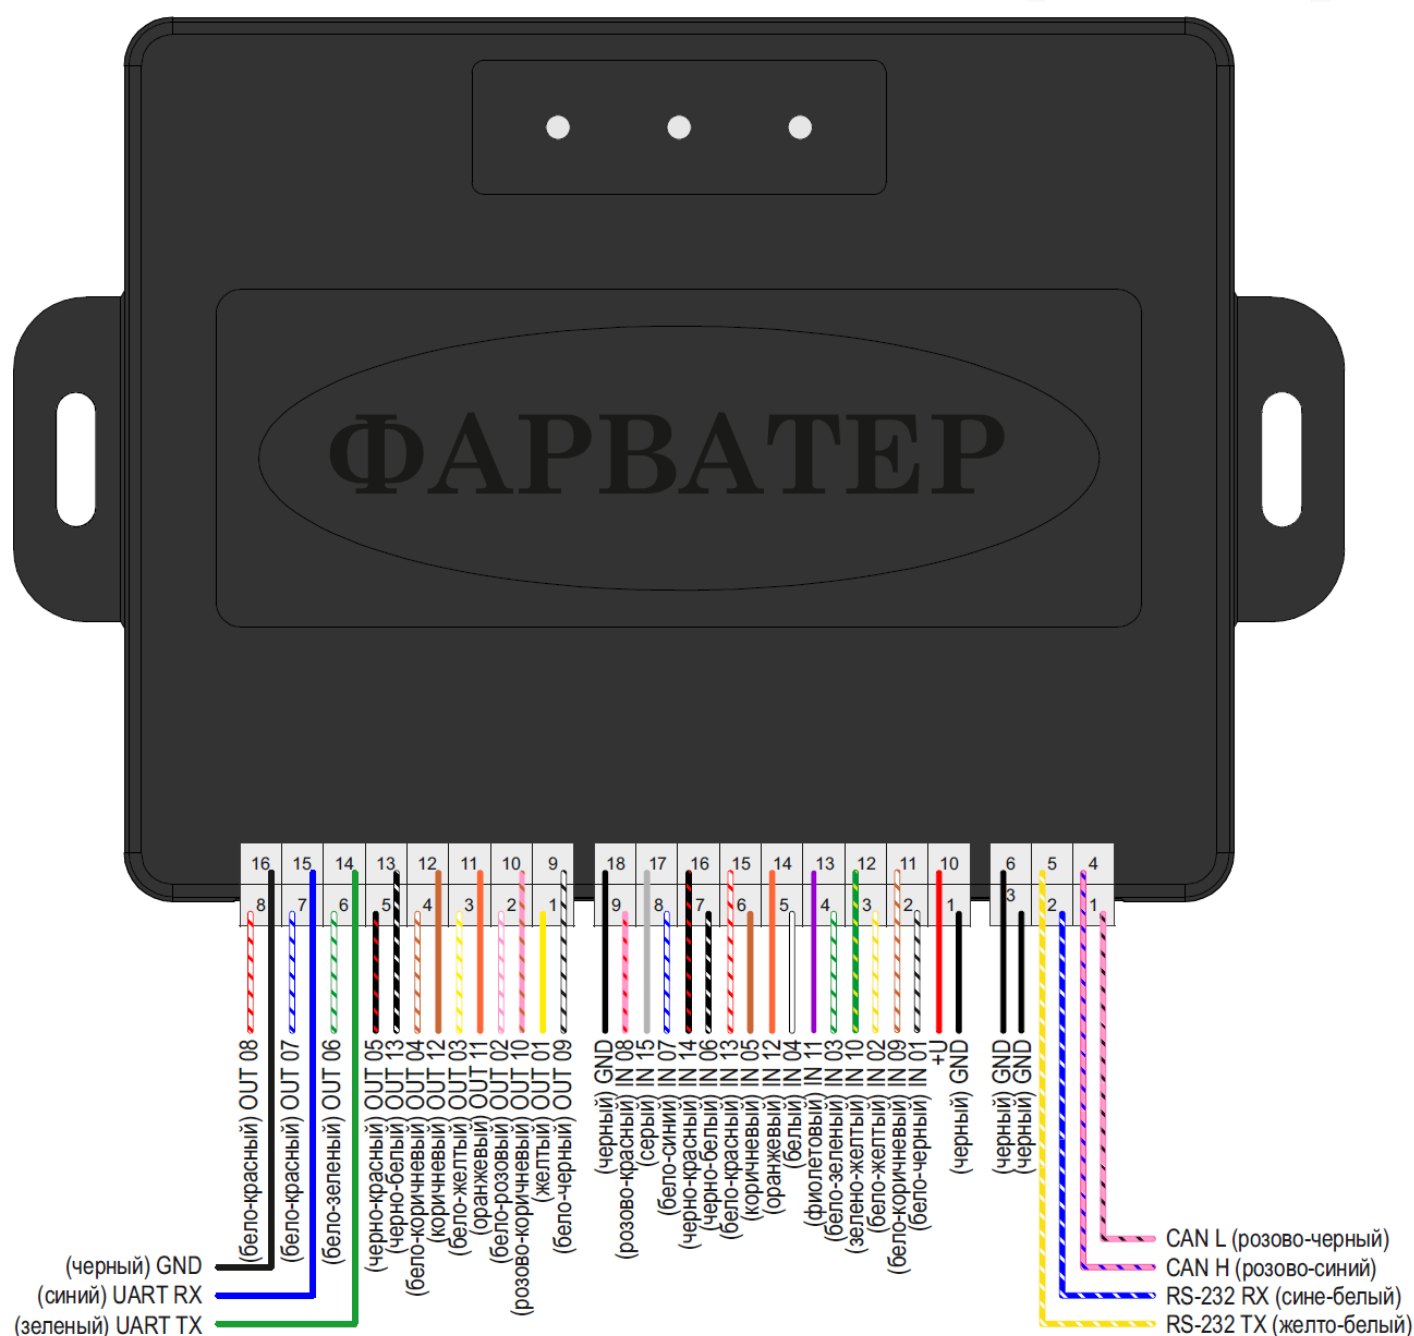 ФАРВАТЕР
16 15 14 13 12 11 10 9
8 7 6 5 4 3 2 1
18 17 16 15 14 13 12 11 10
9 8 7 6 5 4 3 2 1
6 5 4
3 2 1
(бело-красный) OUT 08
(бело-красный) OUT 07
(бело-зеленый) OUT 06
(черно-красный) OUT 05
(черно-белый) OUT 13
(бело-коричневый) OUT 04
(коричневый) OUT 12
(бело-желтый) OUT 03
(оранжевый) OUT 11
(бело-розовый) OUT 02
(розово-коричневый) OUT 10
(желтый) OUT 01
(бело-черный) OUT 09
(черный) GND
(розово-красный) IN 08
(серый) IN 15
(бело-синий) IN 07
(черно-красный) IN 14
(черно-белый) IN 06
(бело-красный) IN 13
(коричневый) IN 05
(оранжевый) IN 12
(белый) IN 04
(фиолетовый) IN 11
(бело-зеленый) IN 03
(зелено-желтый) IN 10
(бело-желтый) IN 02
(бело-коричневый) IN 09
(бело-черный) IN 01
+U
(черный) GND
(черный) GND
(черный) GND
(черный) GND
(синий) UART RX
(зеленый) UART TX
CAN L (розово-черный)
CAN H (розово-синий)
RS-232 RX (сине-белый)
RS-232 TX (желто-белый)